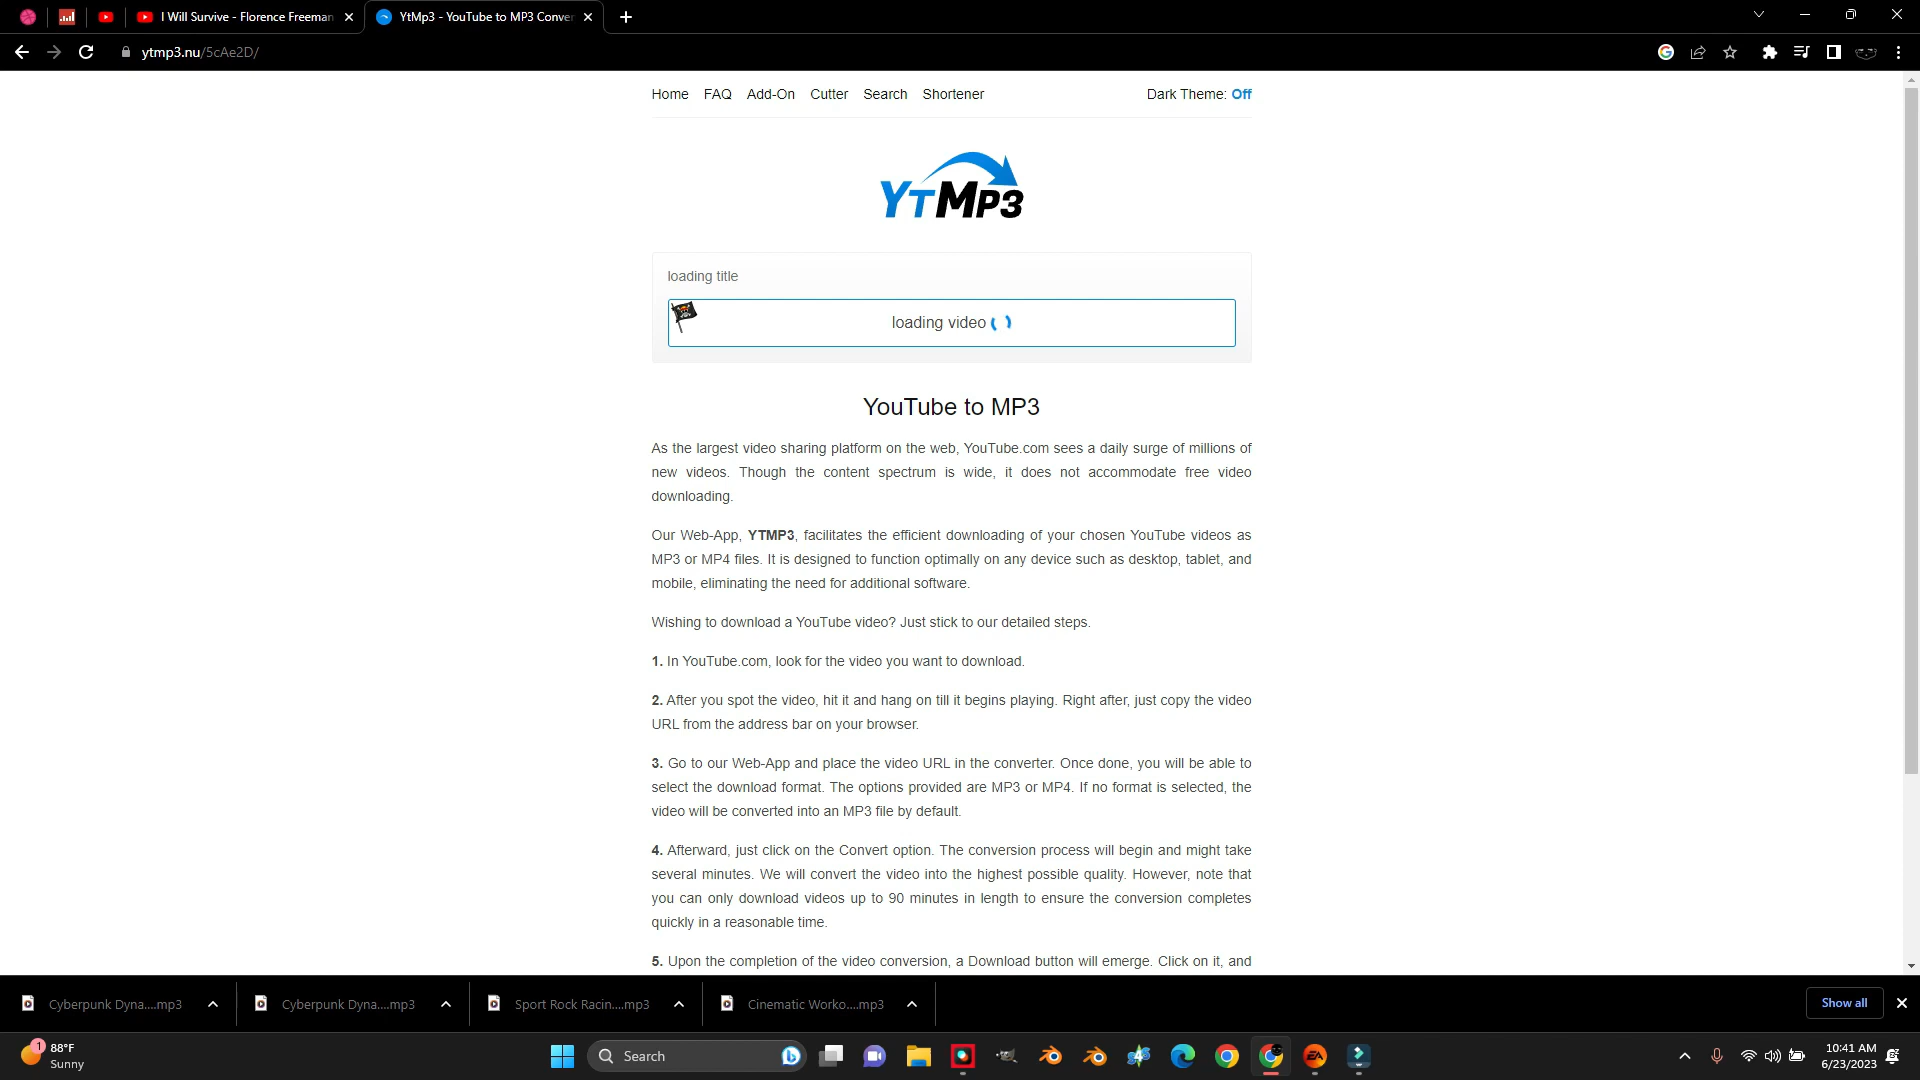 I Will Survive - Florence Freeman
YtMp3 - YouTube to MP3 Conver
ytmp3.nu/5cAe2D/
Home FAQ Add-On Cutter Search Shortener Dark Theme: Off
YTMP3
loading title
loading video
YouTube to MP3
As the largest video sharing platform on the web, YouTube.com sees a daily surge of millions of
new videos. Though the content spectrum is wide, it does not accommodate free video
downloading.
Our Web-App, YTMP3, facilitates the efficient downloading of your chosen YouTube videos as
MP3 or MP4 files. It is designed to function optimally on any device such as desktop, tablet, and
mobile, eliminating the need for additional software.
Wishing to download a YouTube video? Just stick to our detailed steps.
1. In YouTube.com, look for the video you want to download.
2. After you spot the video, hit it and hang on till it begins playing. Right after, just copy the video
URL from the address bar on your browser.
3. Go to our Web-App and place the video URL in the converter. Once done, you will be able to
select the download format. The options provided are MP3 or MP4. If no format is selected, the
video will be converted into an MP3 file by default.
4. Afterward, just click on the Convert option. The conversion process will begin and might take
several minutes. We will convert the video into the highest possible quality. However, note that
you can only download videos up to 90 minutes in length to ensure the conversion completes
quickly in a reasonable time.
5. Upon the completion of the video conversion, a Download button will emerge. Click on it, and
Cyberpunk Dyna....mp3 Cyberpunk Dyna....mp3 Sport Rock Racin....mp3 Cinematic Worko....mp3 Show all
1 88°F
Sunny
Search
EA
10:41 AM
6/23/2023